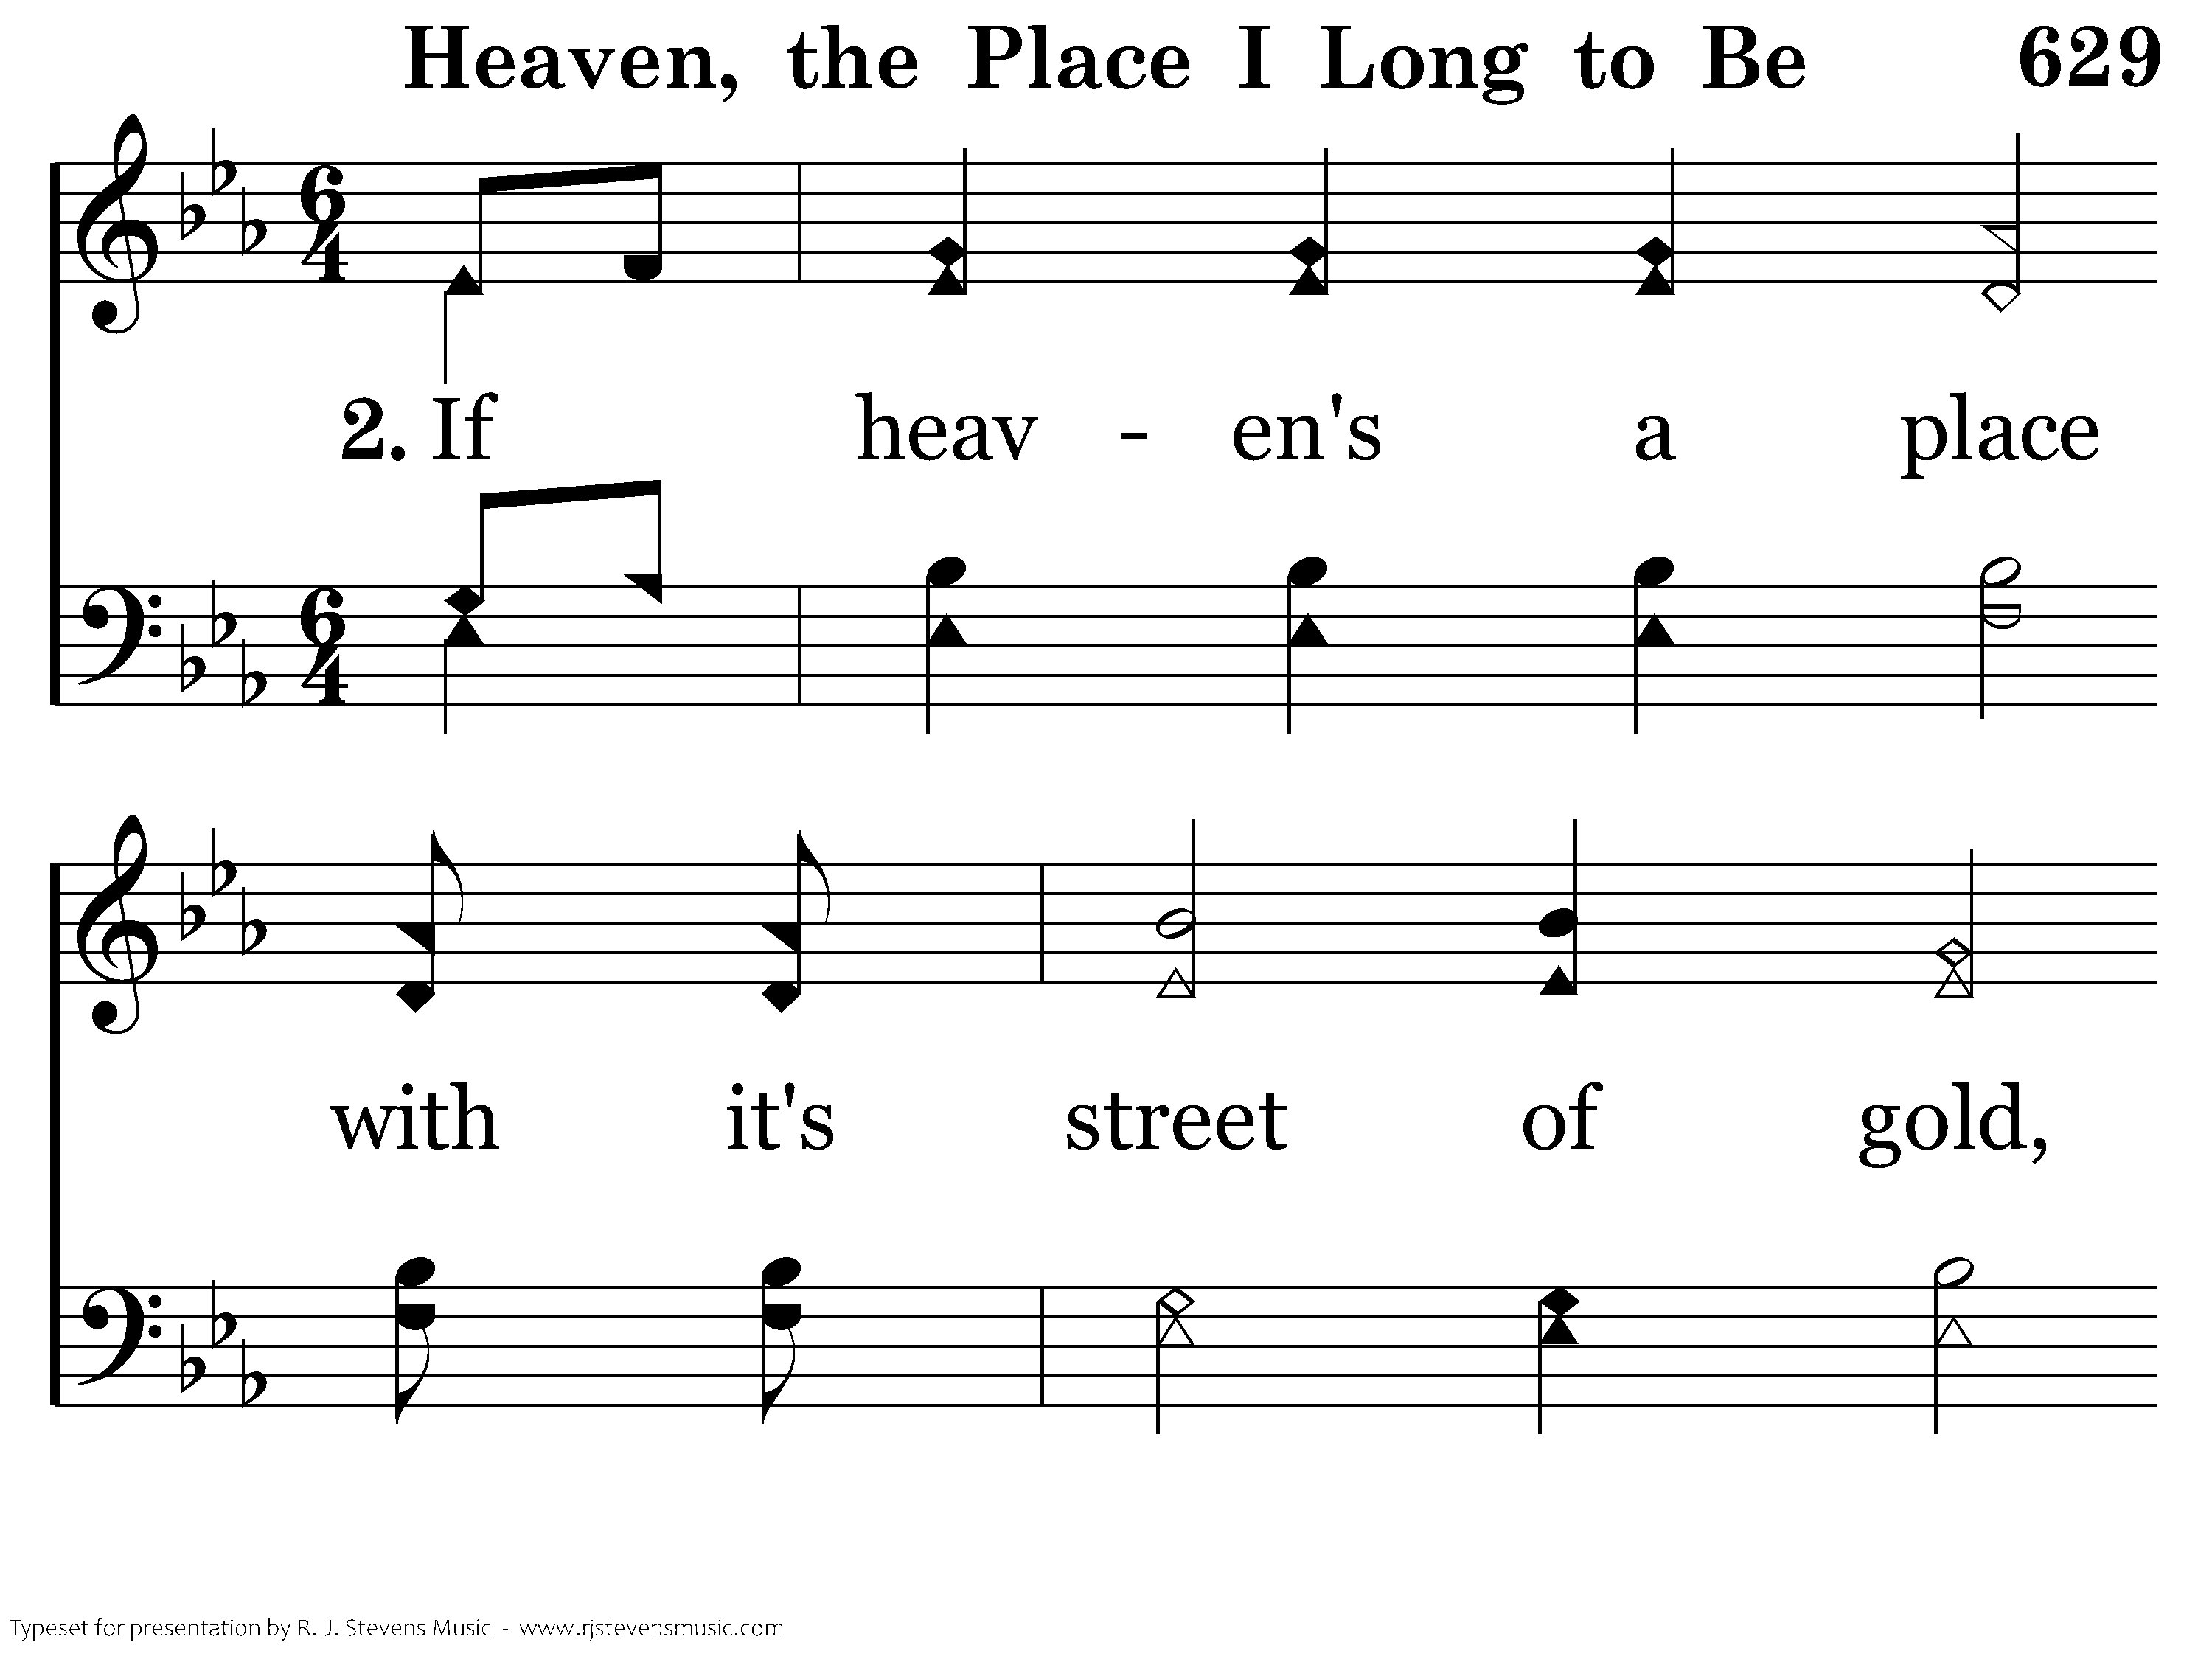 Heaven, the Place I Long to Be 629
6
4
2. If heav - en's a place
6
4
with it's street of gold,
Typeset for presentation by R. J. Stevens Music - www.rjstevensmusic.com